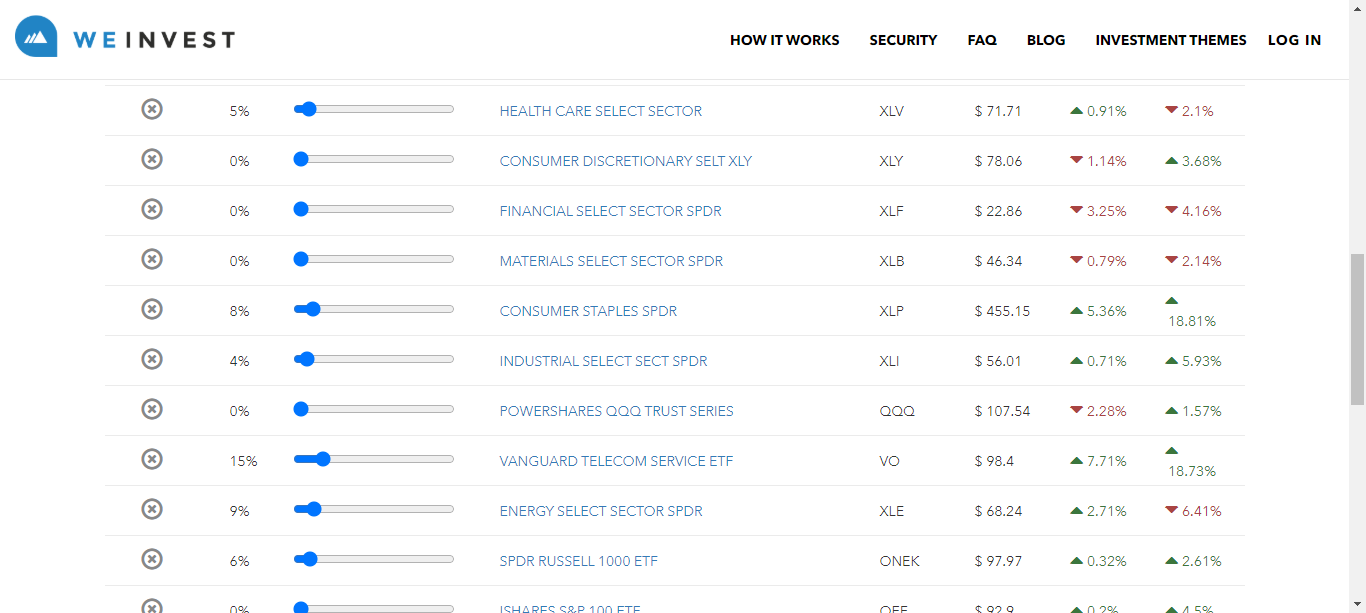 WEINVEST
HOW IT WORKS SECURITY FAQ BLOG INVESTMENT THEMES LOG IN
5% HEALTH CARE SELECT SECTOR XLV $ 71.71 0.91% 2.1%
0% CONSUMER DISCRETIONARY SELT XLY XLY $ 78.06 1.14% 3.68%
0% FINANCIAL SELECT SECTOR SPDR XLF $ 22.86 3.25% 4.16%
0% MATERIALS SELECT SECTOR SPDR XLB $ 46.34 0.79% 2.14%
8% CONSUMER STAPLES SPDR XLP $ 455.15 5.36% 18.81%
4% INDUSTRIAL SELECT SECT SPDR XLI $ 56.01 0.71% 5.93%
0% POWERSHARES QQQ TRUST SERIES QQQ $ 107.54 2.28% 1.57%
15% VANGUARD TELECOM SERVICE ETF VO $ 98.4 7.71% 18.73%
9% ENERGY SELECT SECTOR SPDR XLE $ 68.24 2.71% 6.41%
6% SPDR RUSSELL 1000 ETF ONEK $ 97.97 0.32% 2.61%
0% ISHARES S&P 100 ETF OEF $ 92.9 0.2% 4.5%